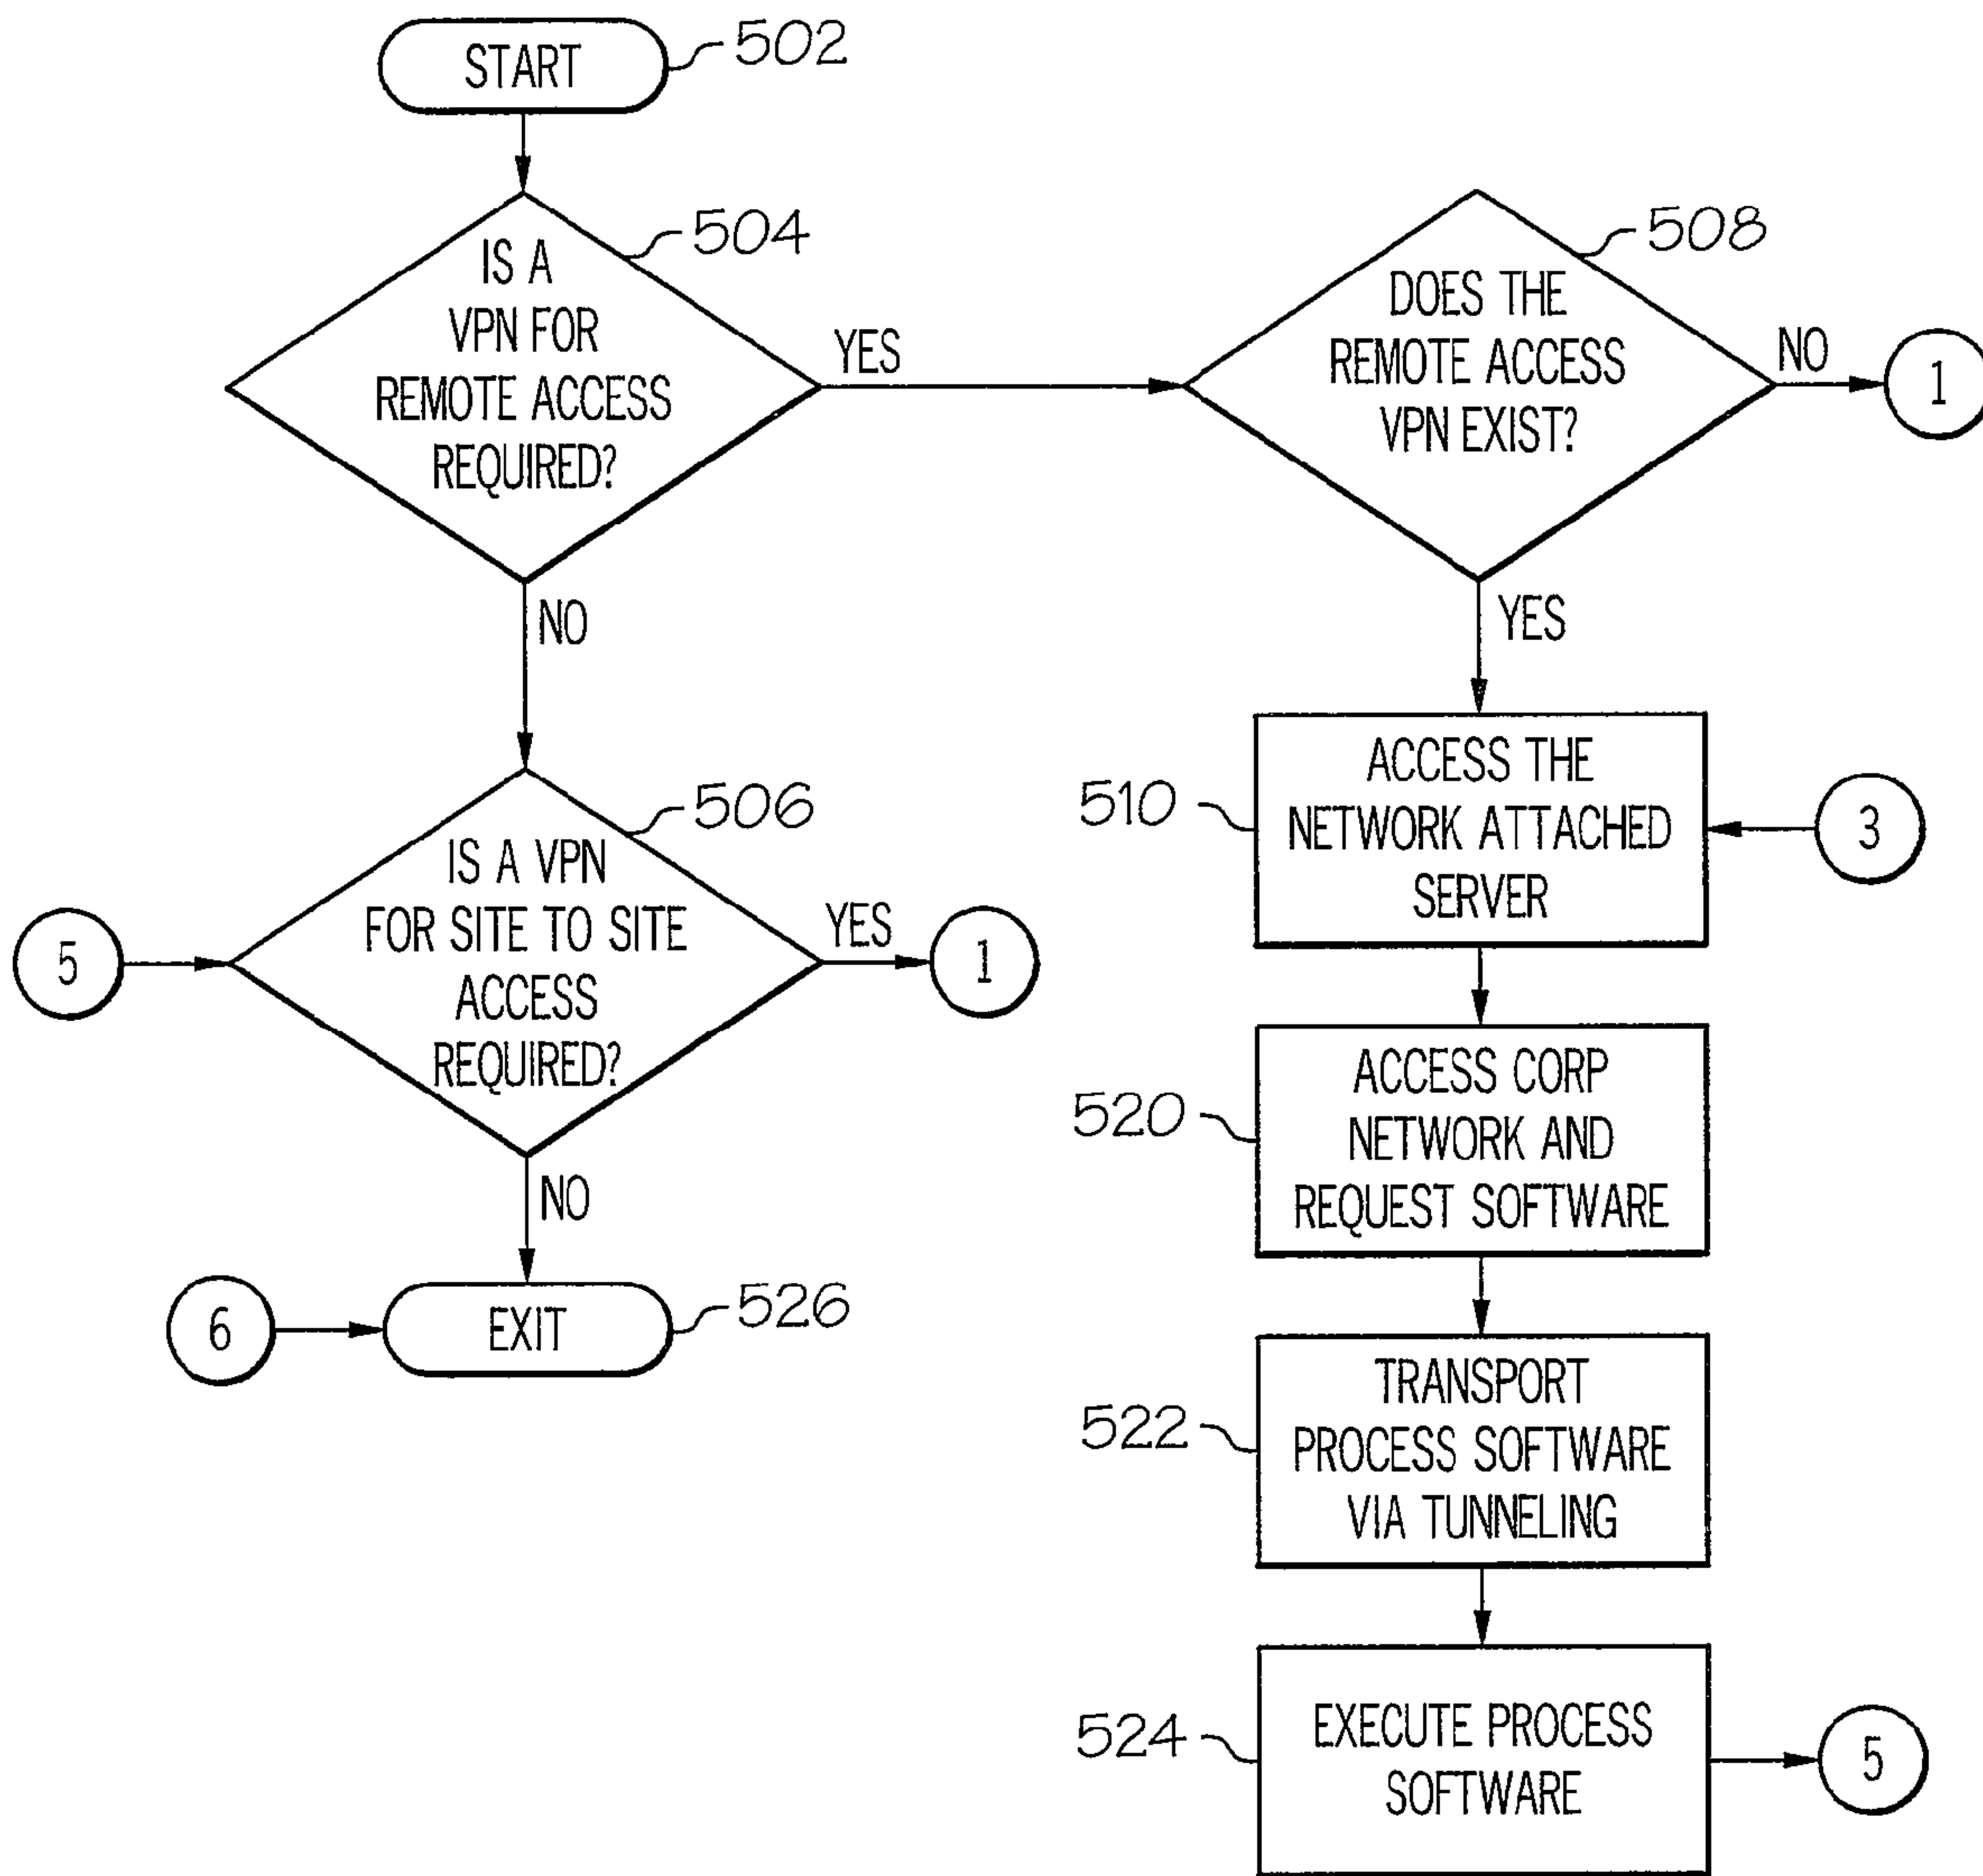 START
502
IS A
VPN FOR
REMOTE ACCESS
REQUIRED?
504
YES
NO
DOES THE
REMOTE ACCESS
VPN EXIST?
508
NO
1
YES
IS A VPN
FOR SITE TO SITE
ACCESS
REQUIRED?
506
5
YES
1
NO
6
EXIT
526
510
ACCESS THE
NETWORK ATTACHED
SERVER
3
520
ACCESS CORP
NETWORK AND
REQUEST SOFTWARE
522
TRANSPORT
PROCESS SOFTWARE
VIA TUNNELING
524
EXECUTE PROCESS
SOFTWARE
5